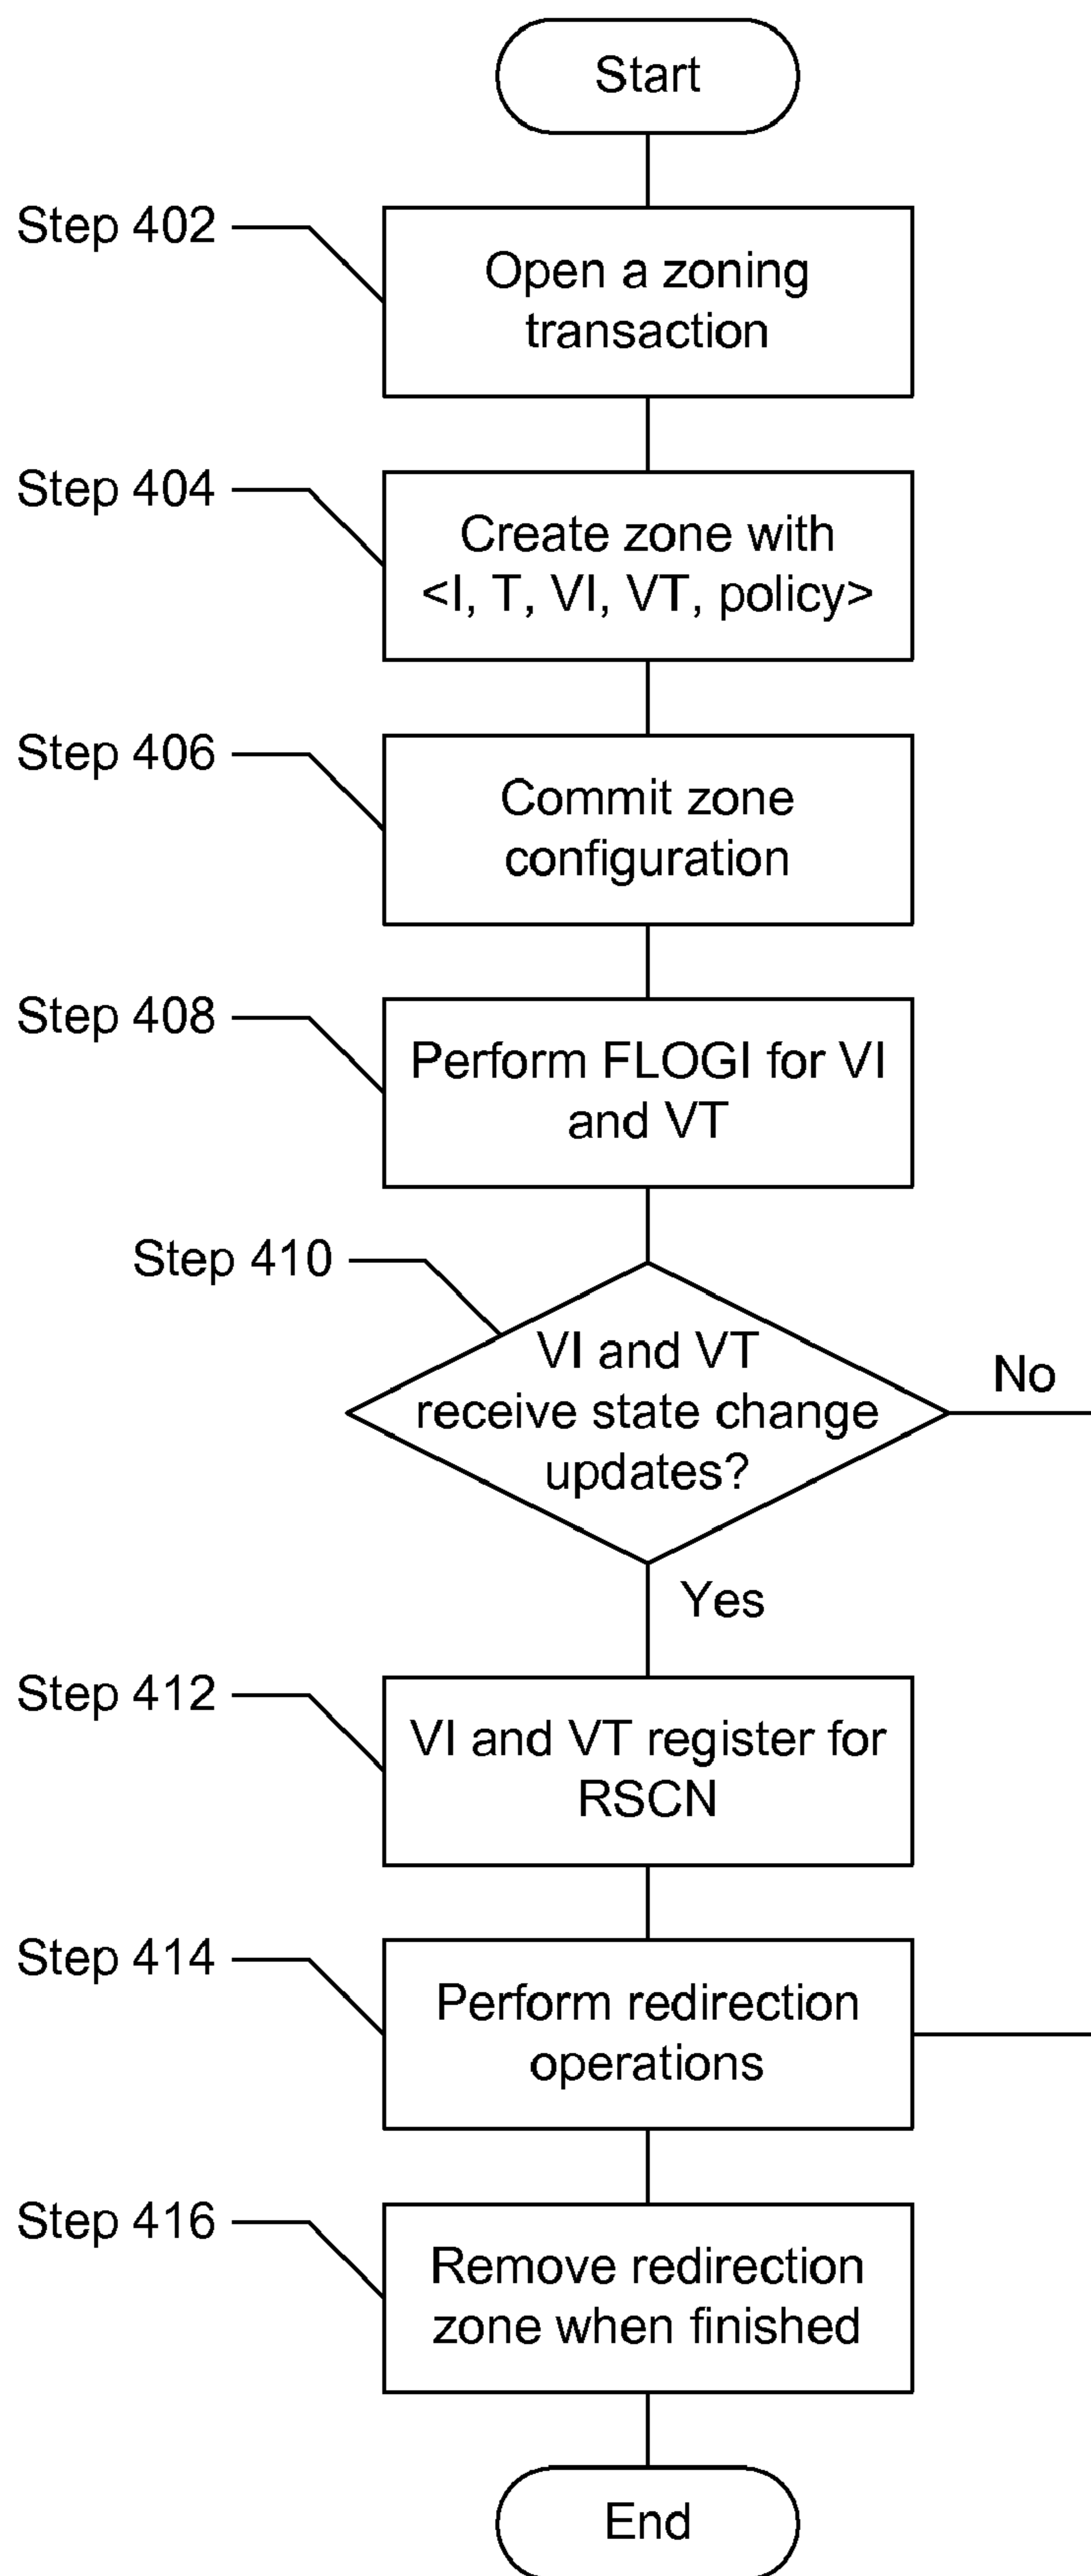 Start
Step 402
Open a zoning
transaction
Step 404
Create zone with
<I, T, VI, VT, policy>
Step 406
Commit zone
configuration
Step 408
Perform FLOGI for VI
and VT
Step 410
VI and VT
receive state change
updates?
No
Yes
Step 412
VI and VT register for
RSCN
Step 414
Perform redirection
operations
Step 416
Remove redirection
zone when finished
End